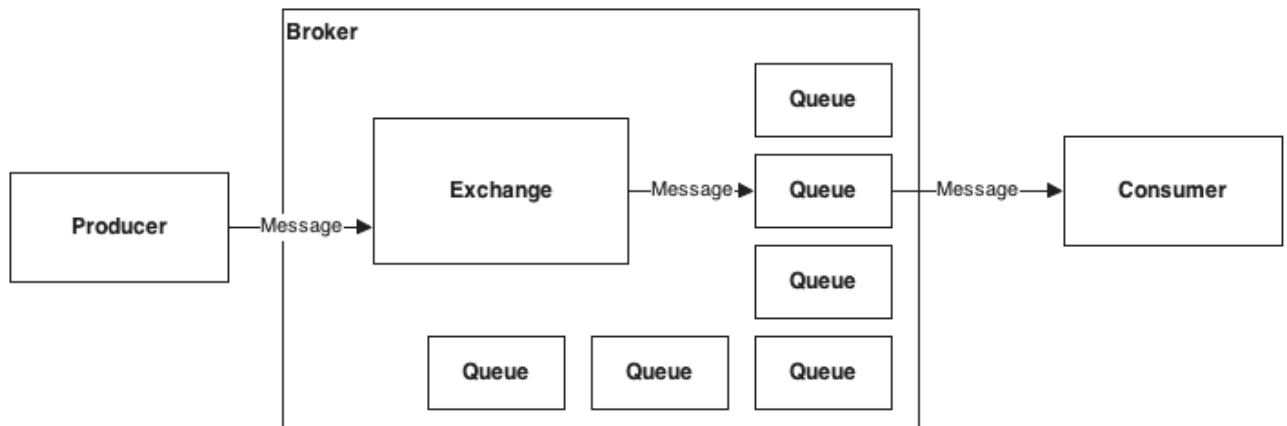 Broker
Queue
Exchange
Message
Queue
Message
Consumer
Producer
Message
Queue
Queue
Queue
Queue